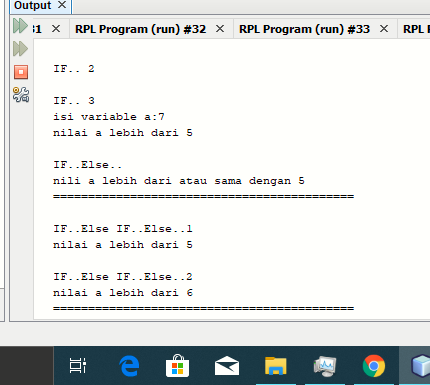 Output
31
RPL Program (run) #32
RPL Program (run) #33
RPL
IF.. 2
IF.. 3
isi variable a:7
nilai a lebih dari 5
IF..Else..
nili a lebih dari atau sama dengan 5
===========================================
IF..Else IF..Else..1
nilai a lebih dari 5
IF..Else IF..Else..2
nilai a lebih dari 6
===========================================